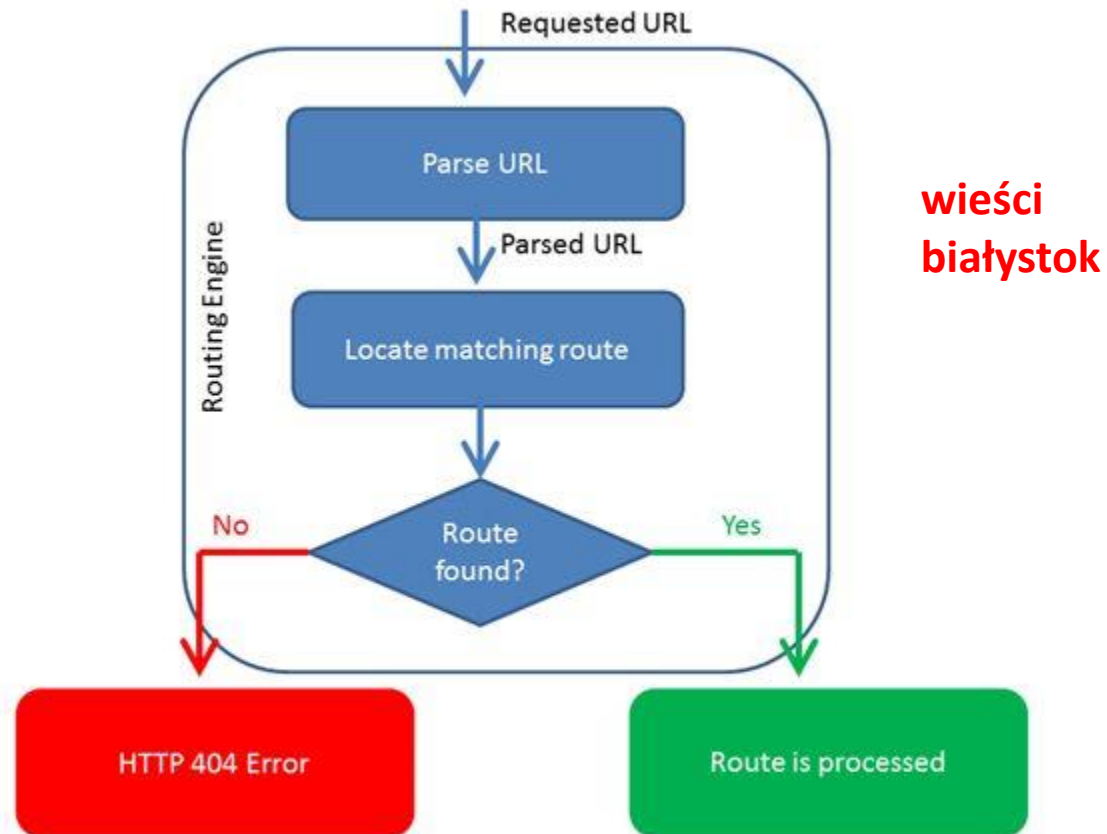 Requested URL
Parse URL
Parsed URL
wieści
białystok
Routing Engine
Locate matching route
No
Route
found?
Yes
HTTP 404 Error
Route is processed